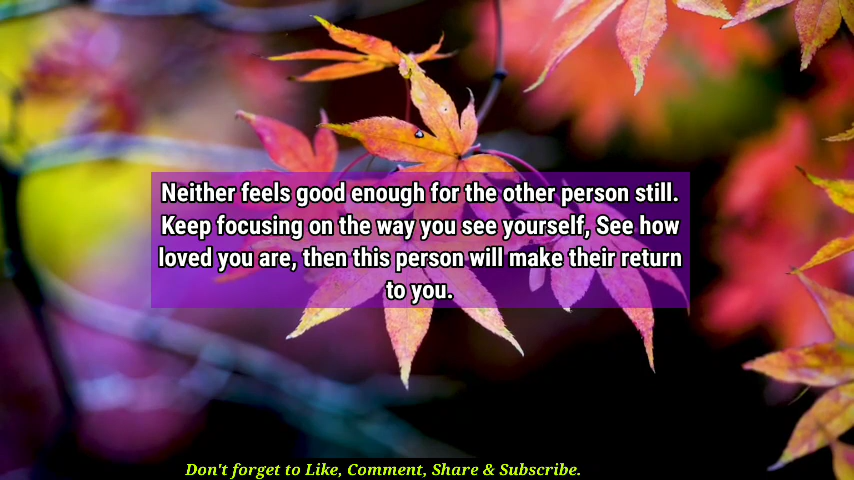 Neither feels good enough for the other person still.
Keep focusing on the way you see yourself, See how
loved you are, then this person will make their return
to you.
Don't forget to Like, Comment, Share & Subscribe.